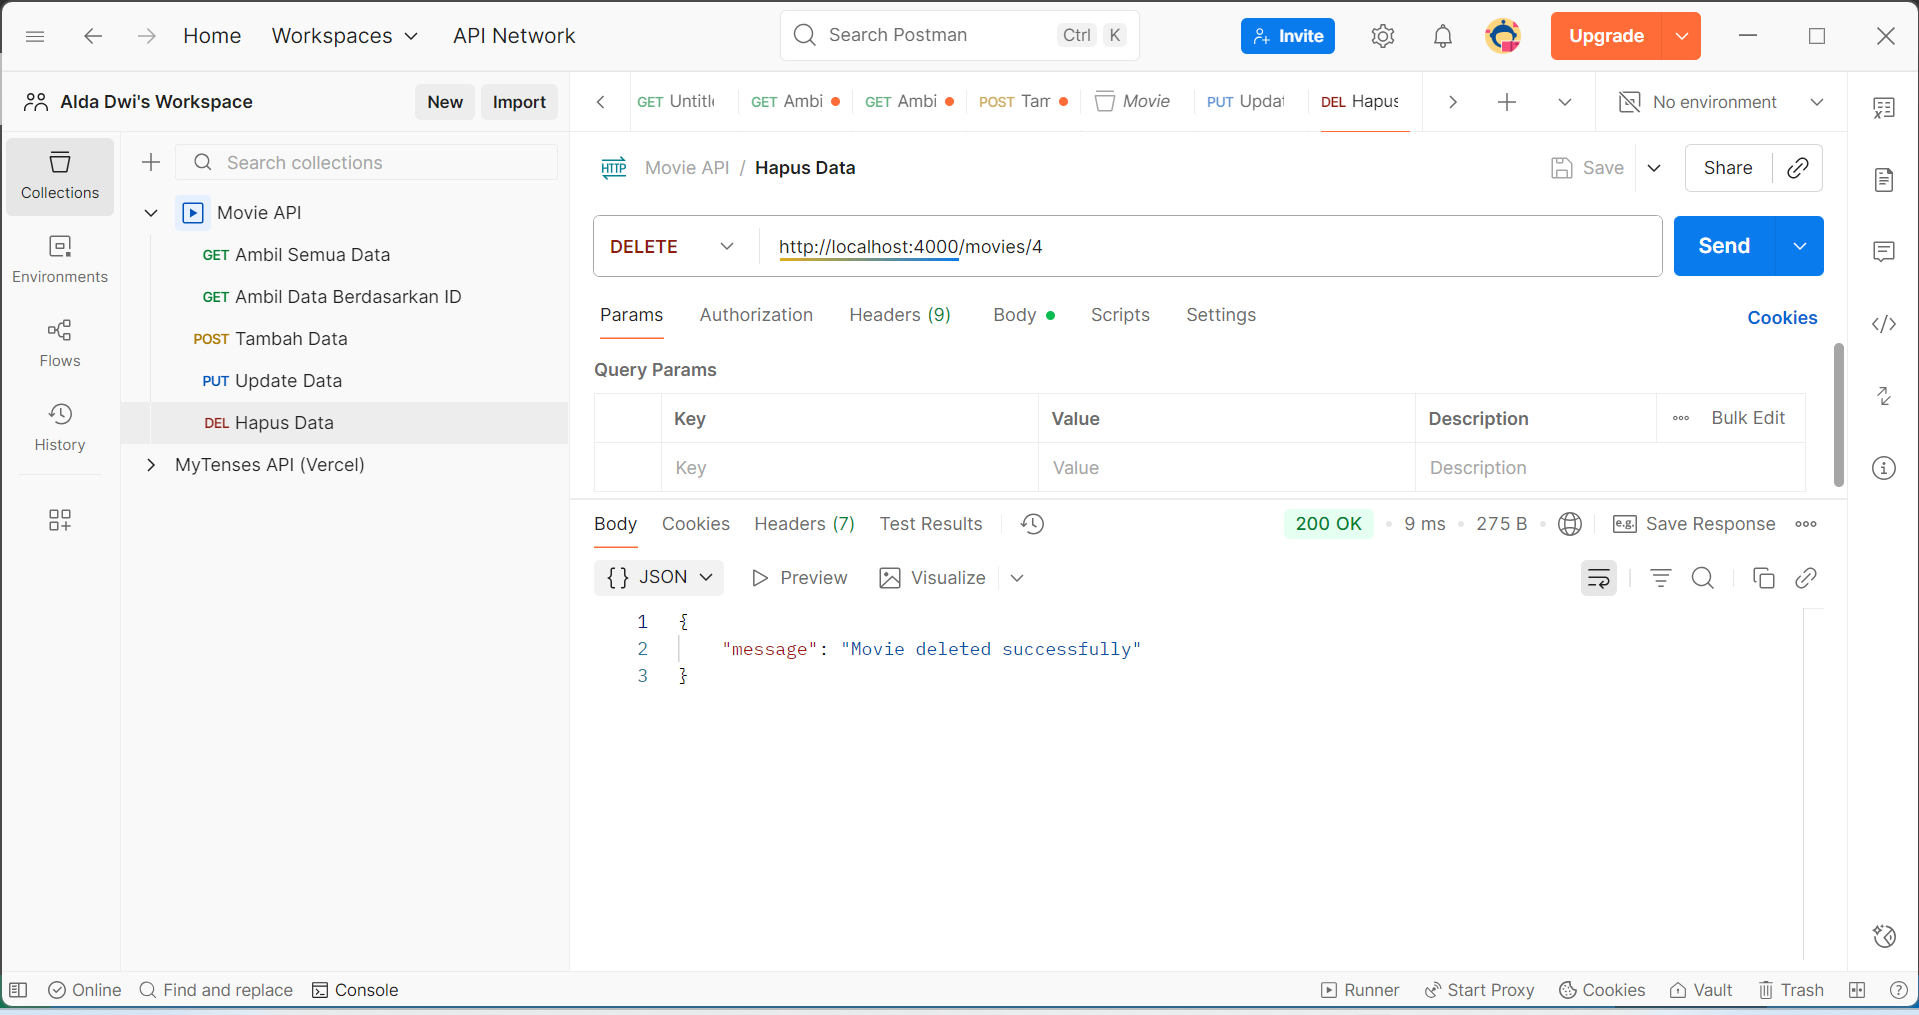 Home Workspaces API Network Search Postman Ctrl K Invite Upgrade
Alda Dwi's Workspace New Import
GET Untitl GET Ambi GET Ambi POST Tam Movie PUT Updat DEL Hapus No environment
Collections
Environments
Flows
History
Search collections
Movie API
GET Ambil Semua Data
GET Ambil Data Berdasarkan ID
POST Tambah Data
PUT Update Data
DEL Hapus Data
MyTenses API (Vercel)
HTTP Movie API / Hapus Data Save Share
DELETE http://localhost:4000/movies/4 Send
Params Authorization Headers (9) Body Scripts Settings Cookies
Query Params
Key Value Description Bulk Edit
Key Value Description
Body Cookies Headers (7) Test Results 200 OK 9 ms 275 B e.g. Save Response
{} JSON Preview Visualize
1 {
2 "message": "Movie deleted successfully"
3 }
Online Find and replace Console Runner Start Proxy Cookies Vault Trash